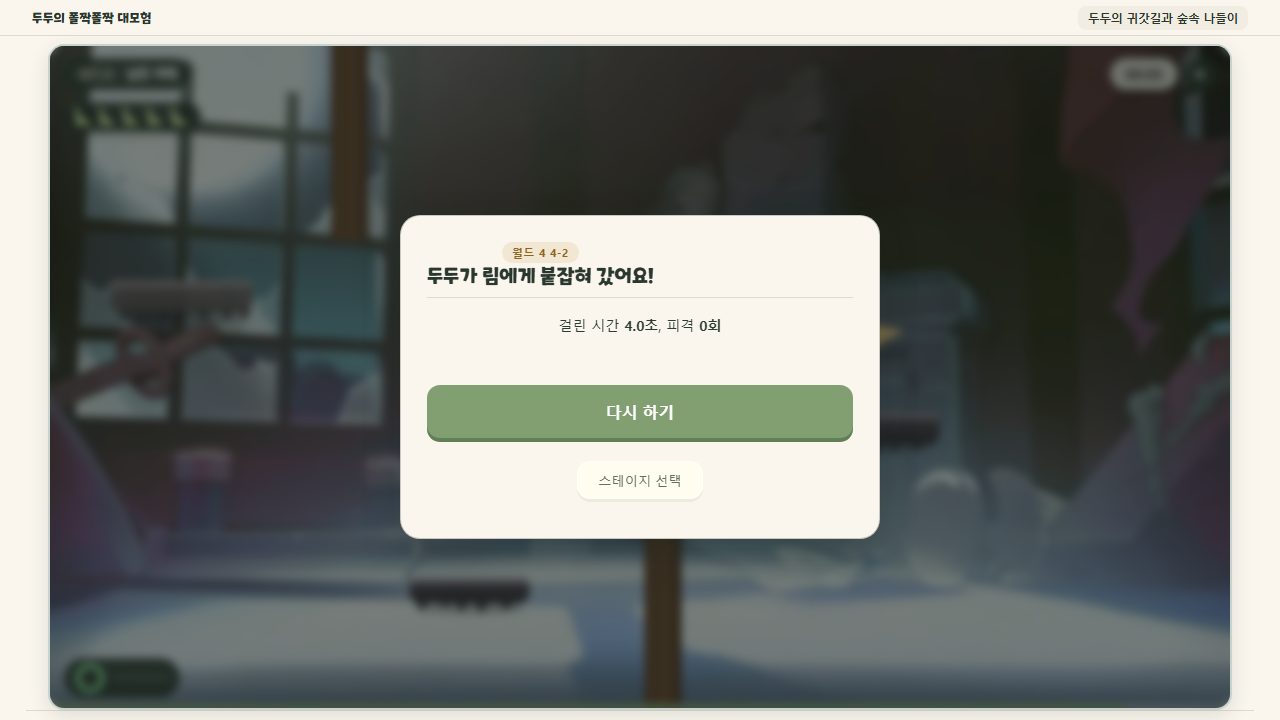 두두의 폴짝폴짝 대모험
두두의 귀갓길과 숲속 나들이
월드 4 4-2
두두가 림에게 붙잡혀 갔어요!
걸린 시간 4.0초, 피격 0회
다시 하기
스테이지 선택